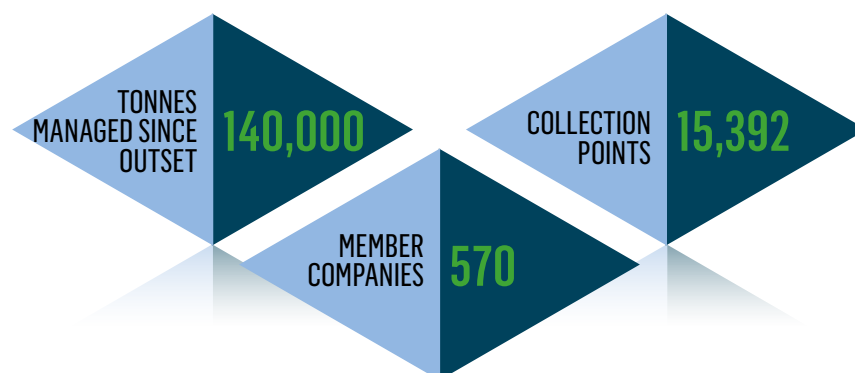 TONNES
MANAGED SINCE
OUTSET
140,000
COLLECTION
POINTS
15,392
MEMBER
COMPANIES
570